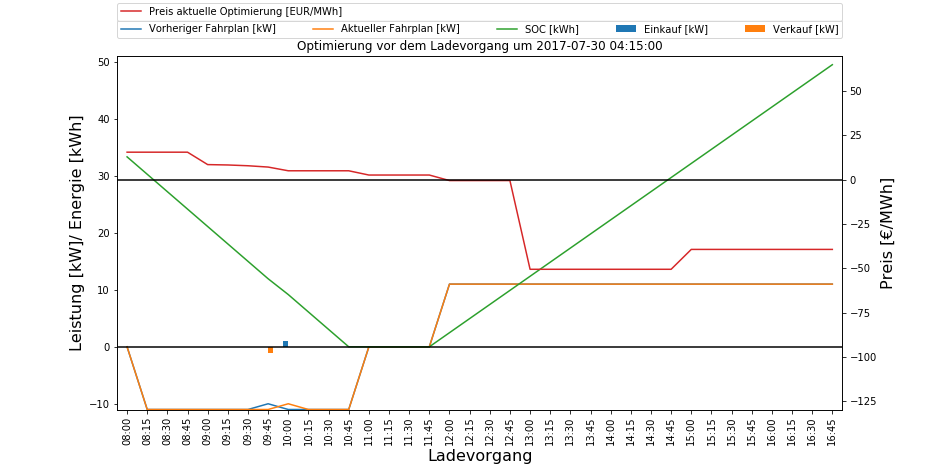 Preis aktuelle Optimierung [EUR/MWh]
Vorheriger Fahrplan [kW] Aktueller Fahrplan [kW] SOC [kWh] Einkauf [kW] Verkauf [kW]
Optimierung vor dem Ladevorgang um 2017-07-30 04:15:00
Leistung [kW]/ Energie [kWh]
50
40
30
20
10
0
−10
50
25
0
−25
−50
−75
−100
−125
Preis [€/MWh]
08:00 08:15 08:30 08:45 09:00 09:15 09:30 09:45 10:00 10:15 10:30 10:45 11:00 11:15 11:30 11:45 12:00 12:15 12:30 12:45 13:00 13:15 13:30 13:45 14:00 14:15 14:30 14:45 15:00 15:15 15:30 15:45 16:00 16:15 16:30 16:45
Ladevorgang